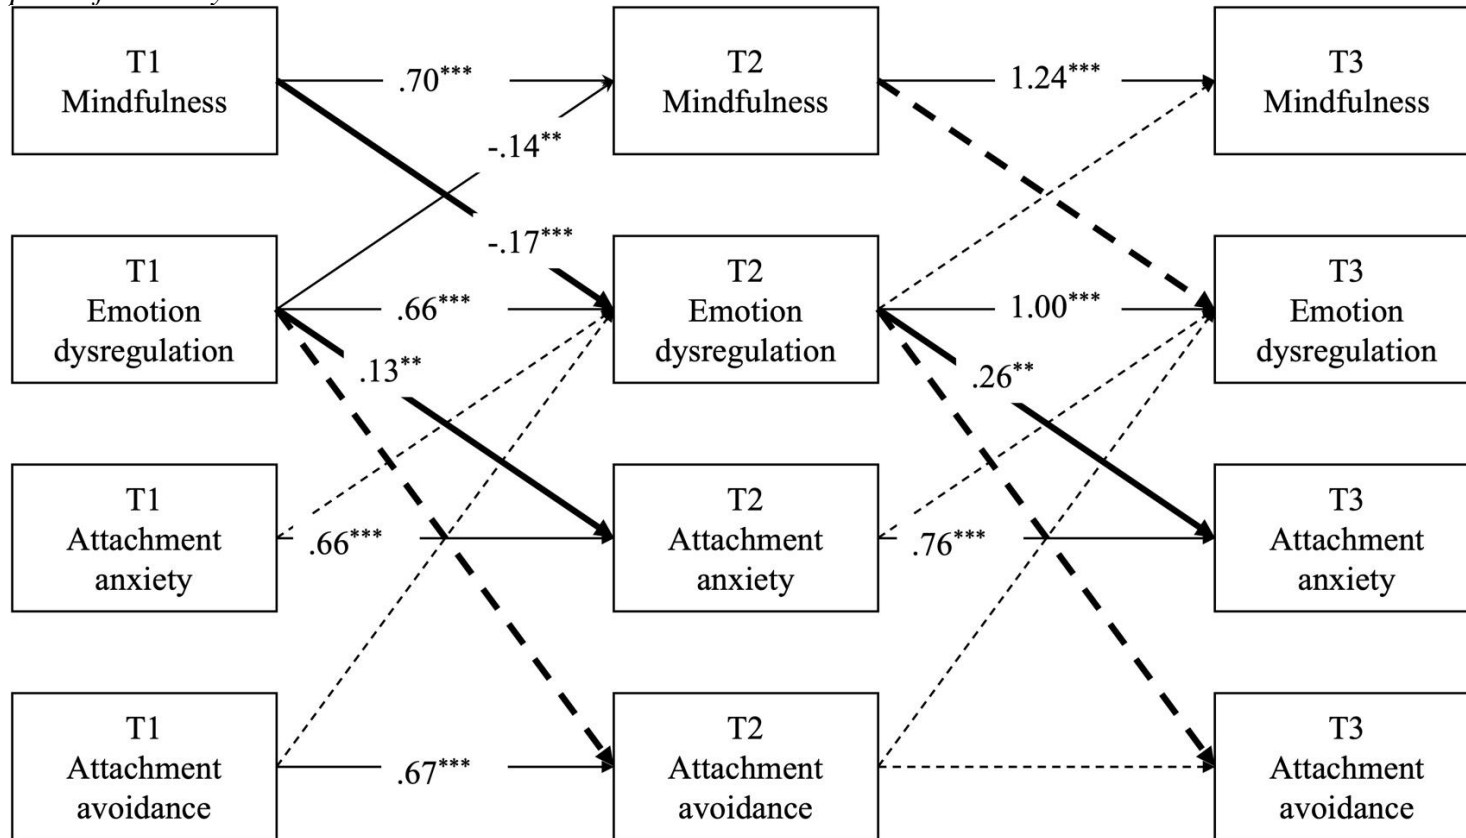 T1
Mindfulness
.70***
T2
Mindfulness
1.24***
T3
Mindfulness
-.14**
-.17***
T1
Emotion
dysregulation
.66***
T2
Emotion
dysregulation
1.00***
T3
Emotion
dysregulation
.13**
.26**
T1
Attachment
anxiety
.66***
T2
Attachment
anxiety
.76***
T3
Attachment
anxiety
T1
Attachment
avoidance
.67***
T2
Attachment
avoidance
T3
Attachment
avoidance